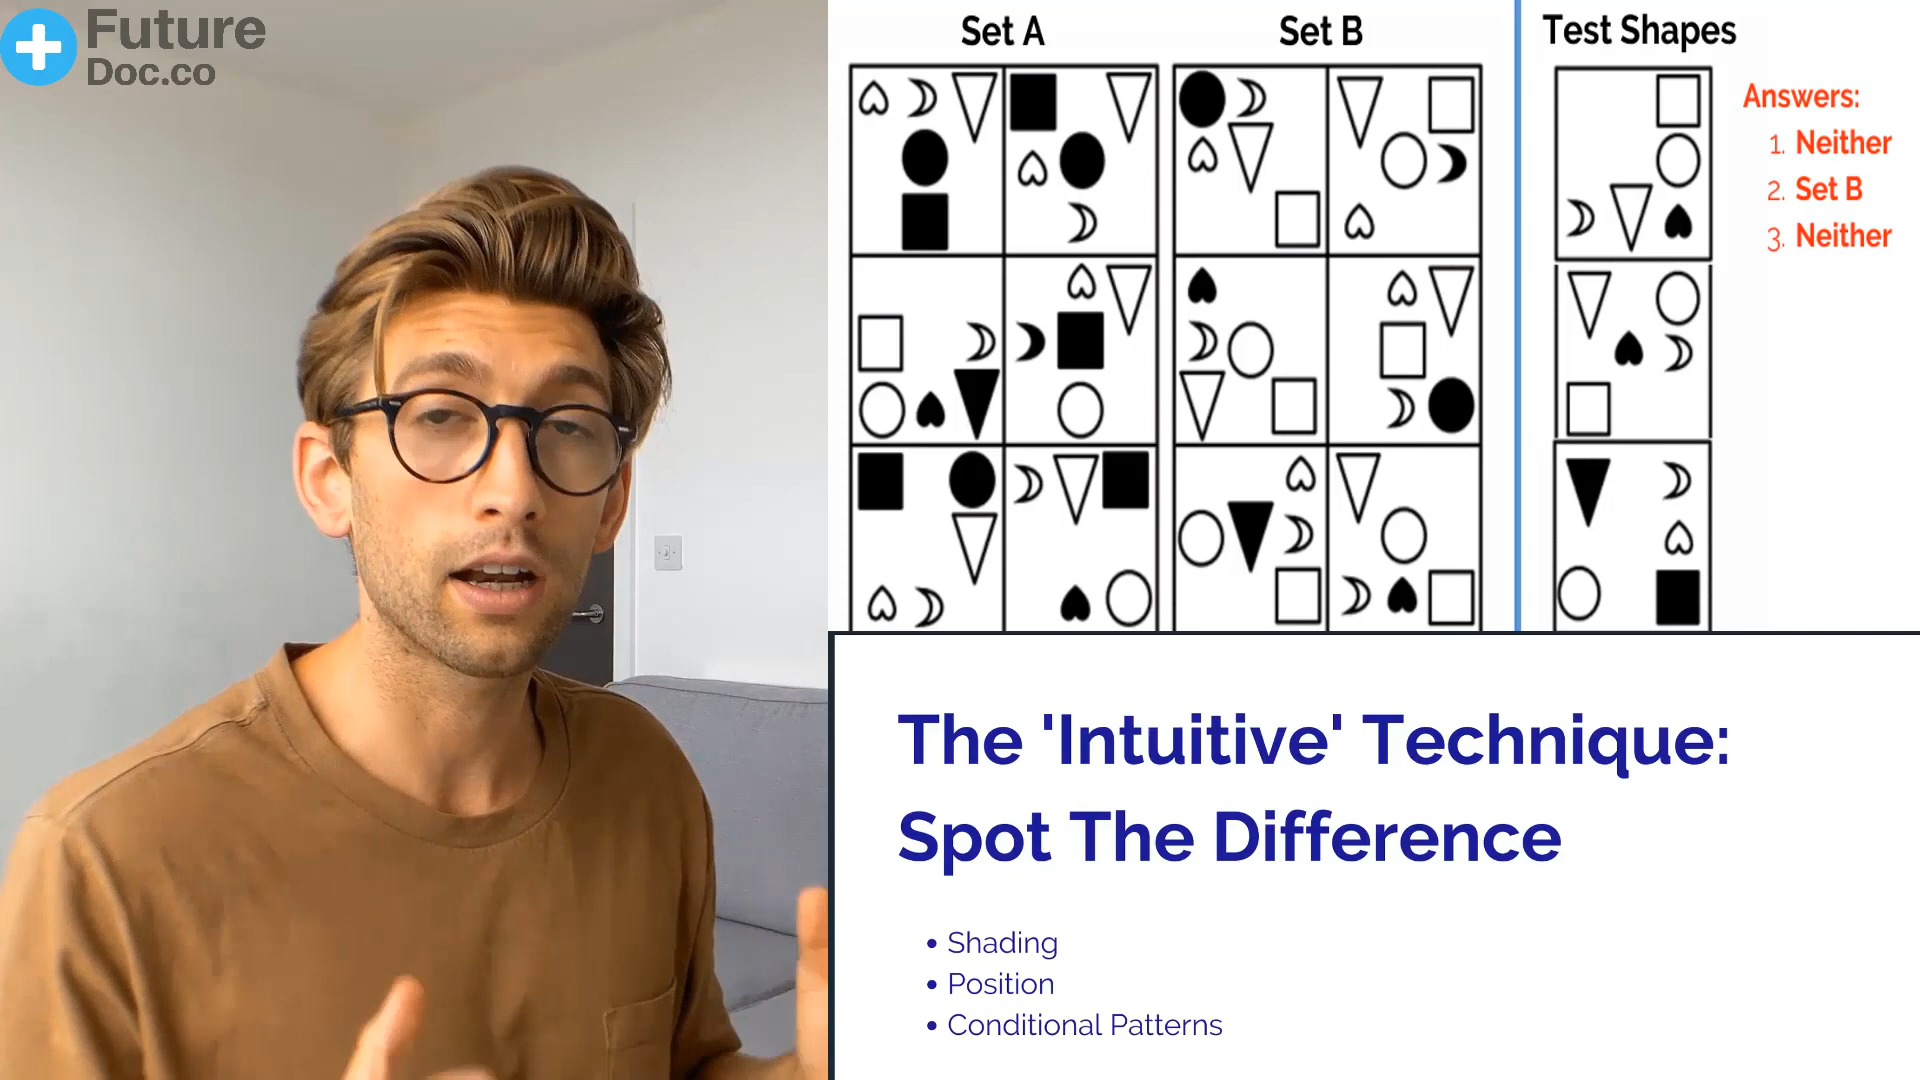 Future
Doc.co
Set A
Set B
Test Shapes
Answers:
1. Neither
2. Set B
3. Neither
The 'Intuitive' Technique:
Spot The Difference
• Shading
• Position
• Conditional Patterns